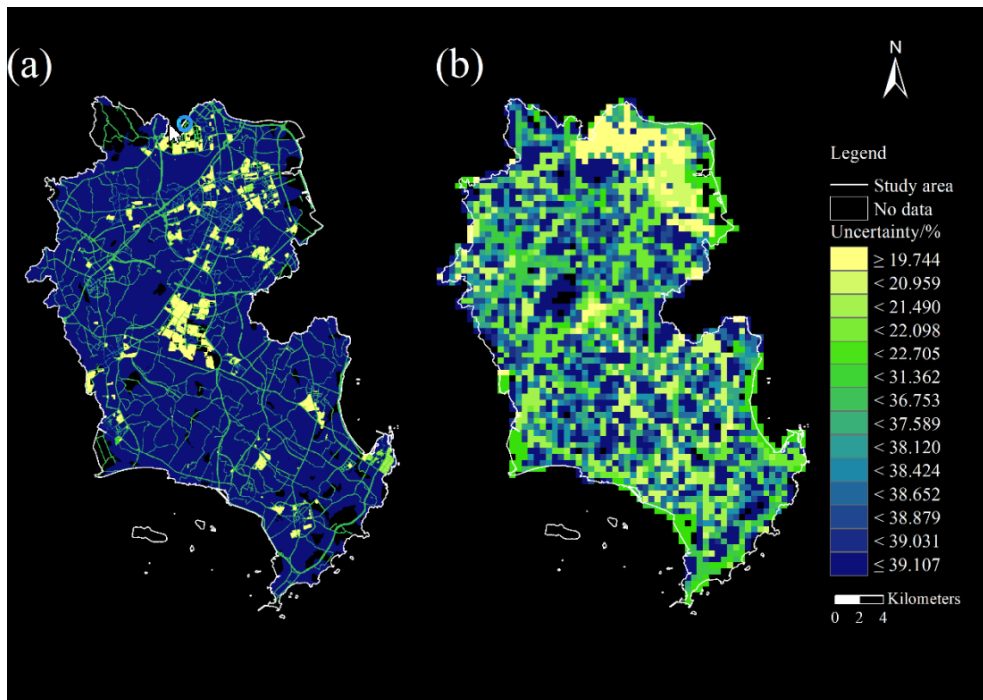 (a)
(b)
N
Legend
Study area
No data
Uncertainty/%
≥ 19.744
< 20.959
< 21.490
< 22.098
< 22.705
< 31.362
< 36.753
< 37.589
< 38.120
< 38.424
< 38.652
< 38.879
< 39.031
≤ 39.107
Kilometers
0 2 4